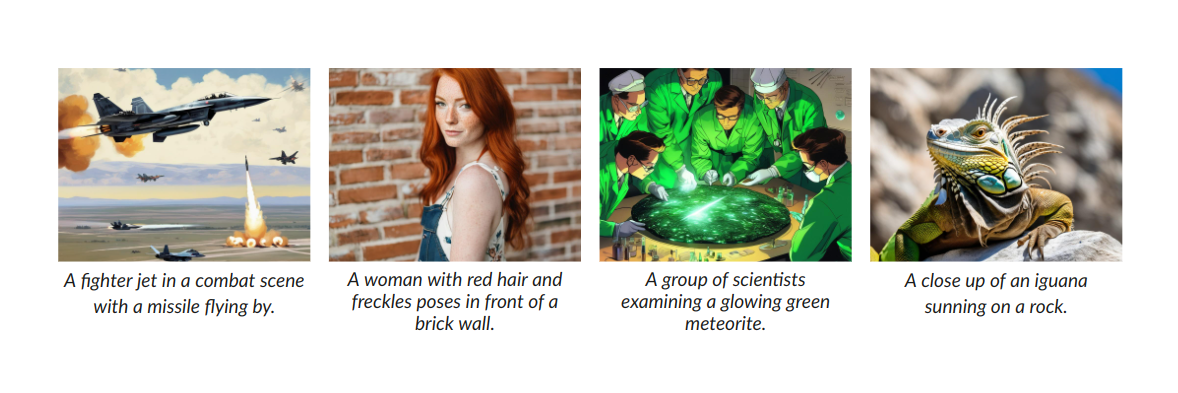 A fighter jet in a combat scene
with a missile flying by.
A woman with red hair and
freckles poses in front of a
brick wall.
A group of scientists
examining a glowing green
meteorite.
A close up of an iguana
sunning on a rock.